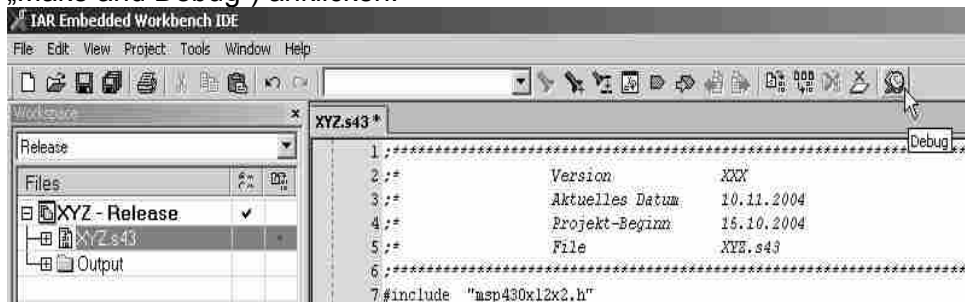 „Make and Debug“) anklicken.
IAR Embedded Workbench IDE
File Edit View Project Tools Window Help
Workspace
XYZ.s43 *
Debug
Release
Files
XYZ - Release
XYZ.s43
Output
1 ;************************************************************
2 ;* Version XXX
3 ;* Aktuelles Datum 10.11.2004
4 ;* Projekt-Beginn 15.10.2004
5 ;* File XYZ.s43
6 ;************************************************************
7 #include "msp430x12x2.h"